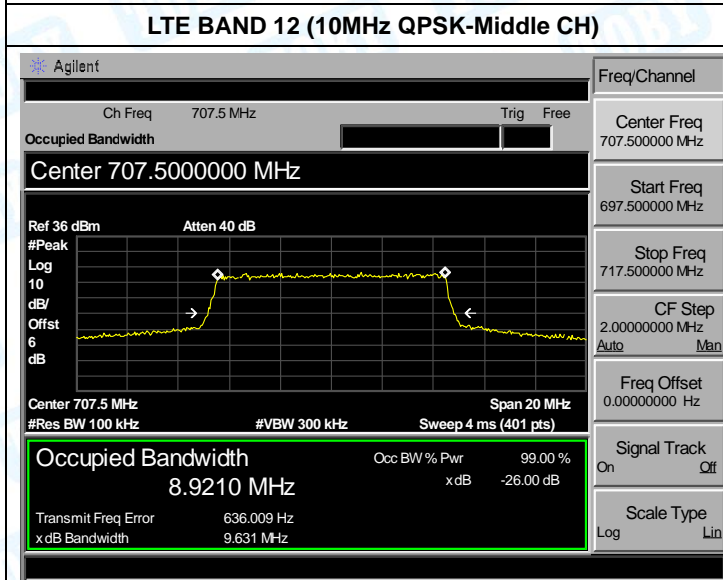 LTE BAND 12 (10MHz QPSK-Middle CH)
Agilent
Freq/Channel
Ch Freq 707.5 MHz Trig Free
Occupied Bandwidth
Center Freq
707.500000 MHz
Center 707.5000000 MHz
Start Freq
697.500000 MHz
Ref 36 dBm Atten 40 dB
#Peak
Log
10
dB/
Offst
6
dB
Stop Freq
717.500000 MHz
CF Step
2.00000000 MHz
Auto Man
Freq Offset
0.00000000 Hz
Center 707.5 MHz Span 20 MHz
#Res BW 100 kHz #VBW 300 kHz Sweep 4 ms (401 pts)
Signal Track
On Off
Occupied Bandwidth Occ BW % Pwr 99.00 %
8.9210 MHz x dB -26.00 dB
Transmit Freq Error 636.009 Hz
x dB Bandwidth 9.631 MHz
Scale Type
Log Lin